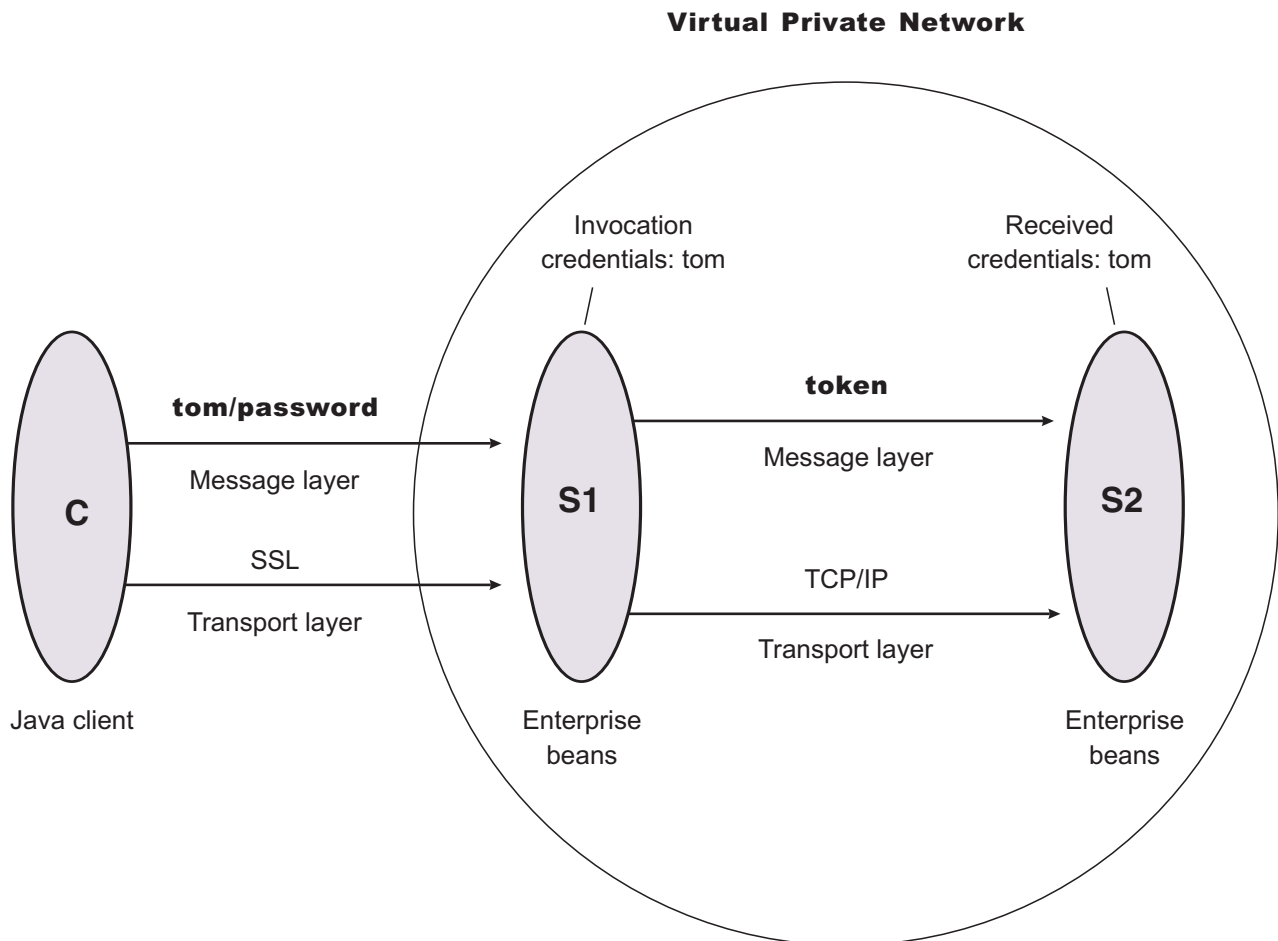 Virtual Private Network
Invocation
credentials: tom
Received
credentials: tom
tom/password
Message layer
token
Message layer
C
S1
S2
SSL
Transport layer
TCP/IP
Transport layer
Java client
Enterprise
beans
Enterprise
beans